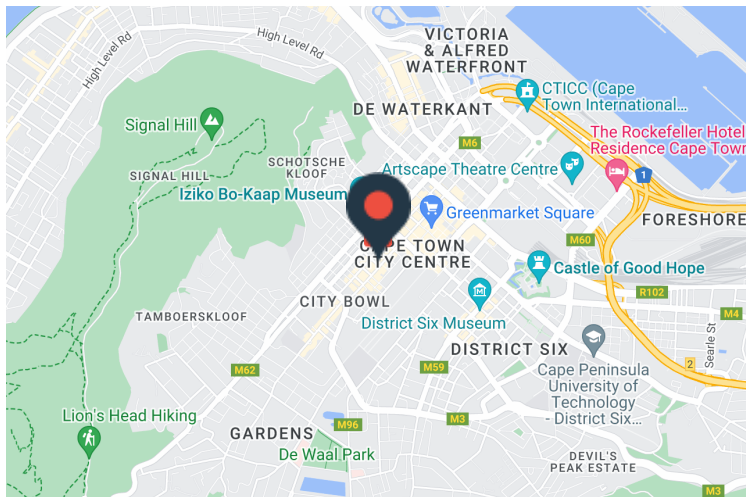 VICTORIA
& ALFRED
WATERFRONT
High Level Rd
High Level Rd
CTICC (Cape
Town International...
DE WATERKANT
Signal Hill
The Rockefeller Hotel
Residence Cape Town
M6
SCHOTSCHE
KLOOF
Artscape Theatre Centre
SIGNAL HILL
1
Iziko Bo-Kaap Museum
Greenmarket Square
FORESHORE
M60
CAPE TOWN
CITY CENTRE
Castle of Good Hope
R102
CITY BOWL
M4
TAMBOERSKLOOF
District Six Museum
Searle St
DISTRICT SIX
M62
M59
2
Cape Peninsula
University of
Technology
- District Six...
Lion's Head Hiking
M96
M3
GARDENS
De Waal Park
DEVIL'S
PEAK ESTATE
M3